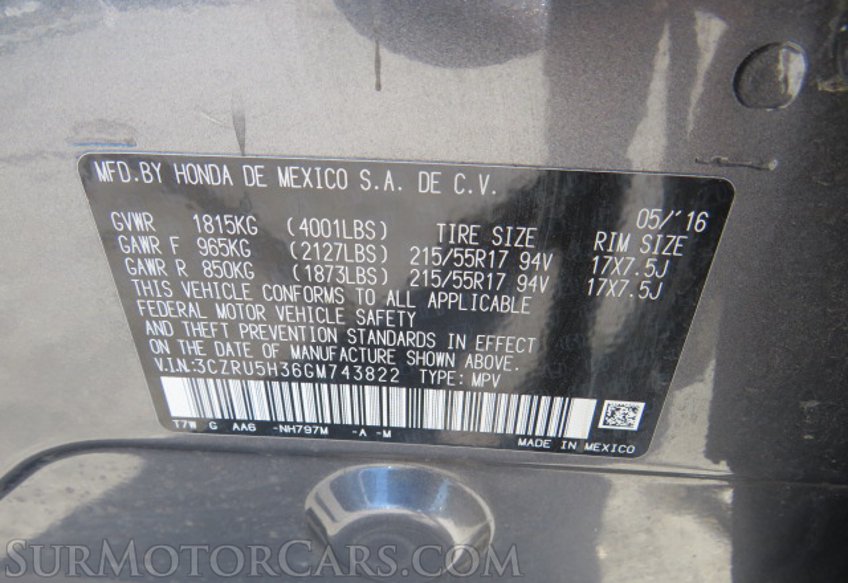 MFD.BY HONDA DE MEXICO S.A. DE C.V.
05/'16
GVWR 1815KG (4001LBS) TIRE SIZE RIM SIZE
GAWR F 965KG (2127LBS) 215/55R17 94V 17X7.5J
GAWR R 850KG (1873LBS) 215/55R17 94V 17X7.5J
THIS VEHICLE CONFORMS TO ALL APPLICABLE
FEDERAL MOTOR VEHICLE SAFETY
AND THEFT PREVENTION STANDARDS IN EFFECT
ON THE DATE OF MANUFACTURE SHOWN ABOVE.
V.I.N:3CZRU5H36GM743822 TYPE: MPV
T7W G AA6 -NH797M -A -M
MADE IN MEXICO
SURMOTORCARS.COM